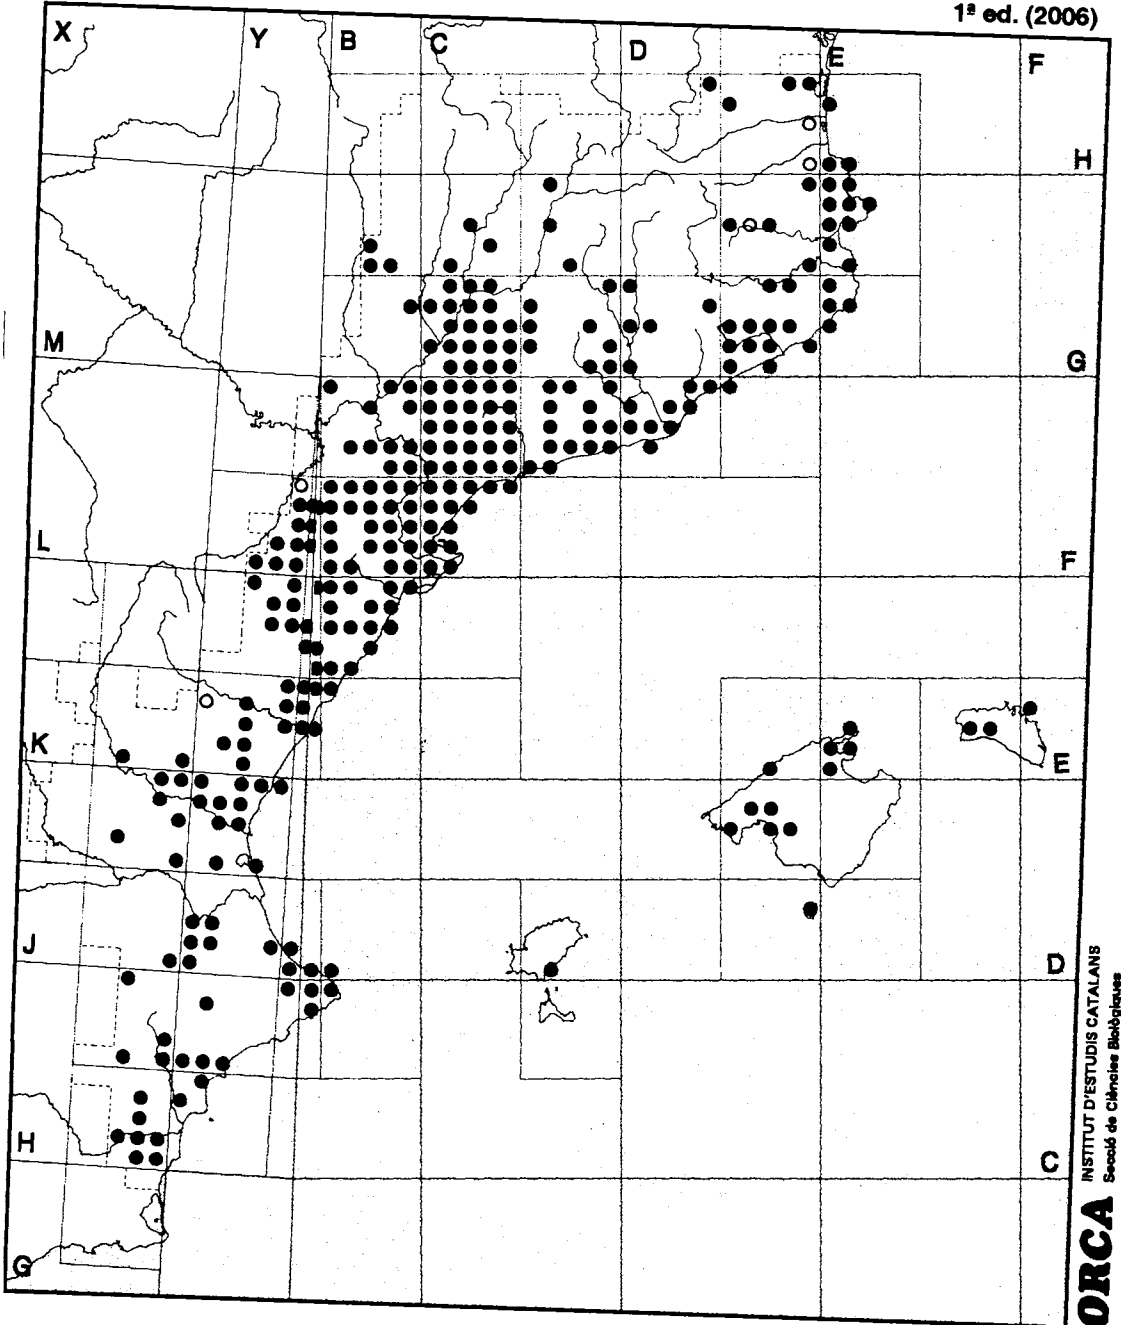 1ª ed. (2006)
X
Y
B
C
D
E
F
H
M
G
L
F
K
E
J
D
H
C
G
INSTITUT D'ESTUDIS CATALANS
Secció de Ciències Biològiques
ORCA